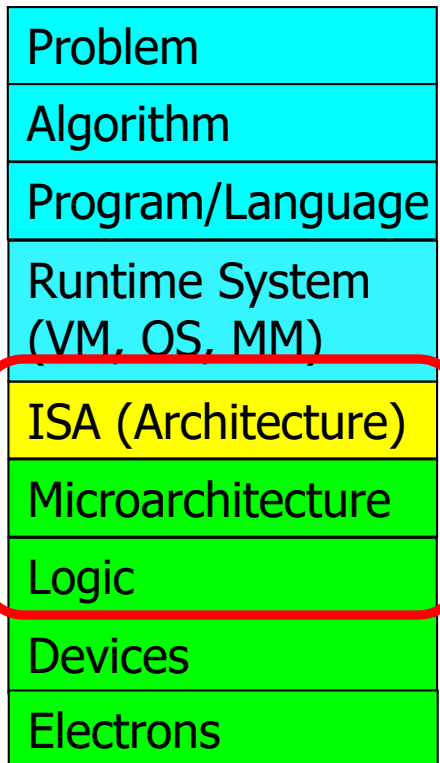 Problem
Algorithm
Program/Language
Runtime System
(VM, OS, MM)
ISA (Architecture)
Microarchitecture
Logic
Devices
Electrons